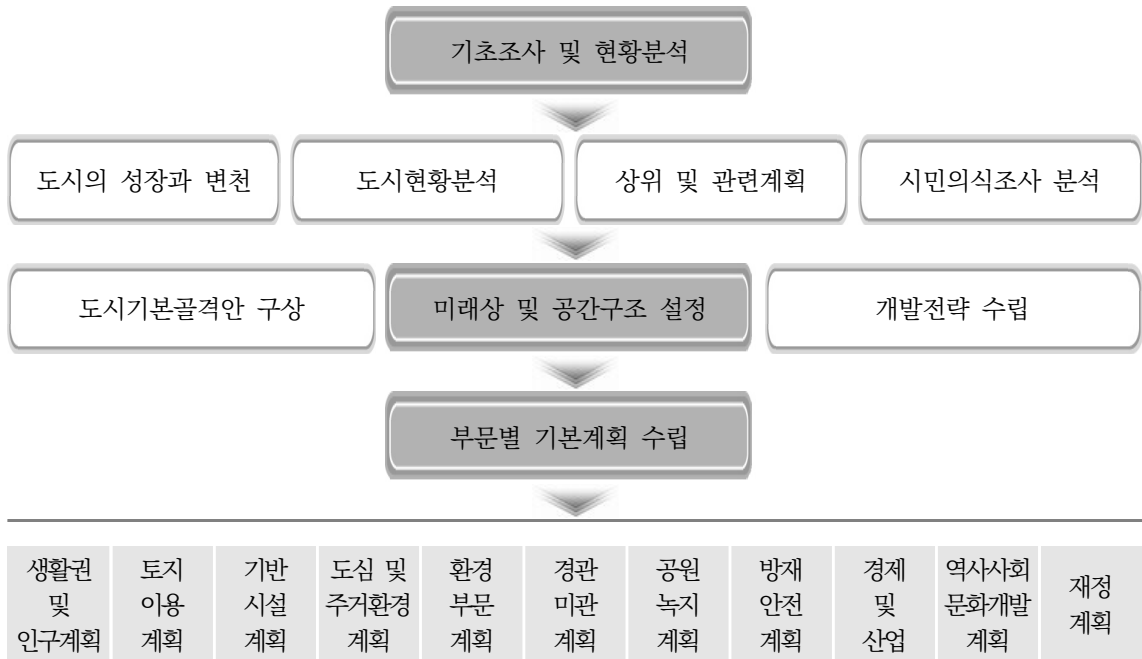 기초조사 및 현황분석
도시의 성장과 변천
도시현황분석
상위 및 관련계획
시민의식조사 분석
도시기본골격안 구상
미래상 및 공간구조 설정
개발전략 수립
부문별 기본계획 수립
생활권
및
인구계획
토지
이용
계획
기반
시설
계획
도심 및
주거환경
계획
환경
부문
계획
경관
미관
계획
공원
녹지
계획
방재
안전
계획
경제
및
산업
역사사회
문화개발
계획
재정
계획